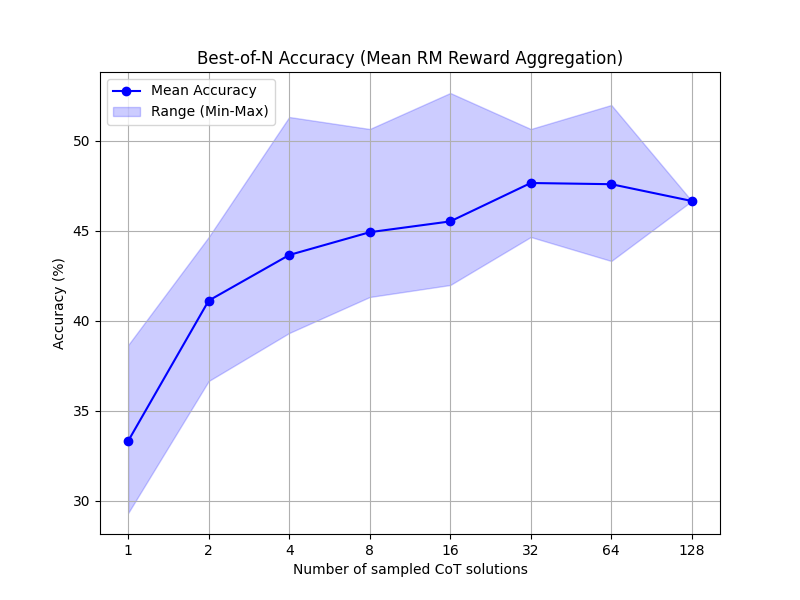 Best-of-N Accuracy (Mean RM Reward Aggregation)
Mean Accuracy
Range (Min-Max)
Accuracy (%)
50
45
40
35
30
1 2 4 8 16 32 64 128
Number of sampled CoT solutions